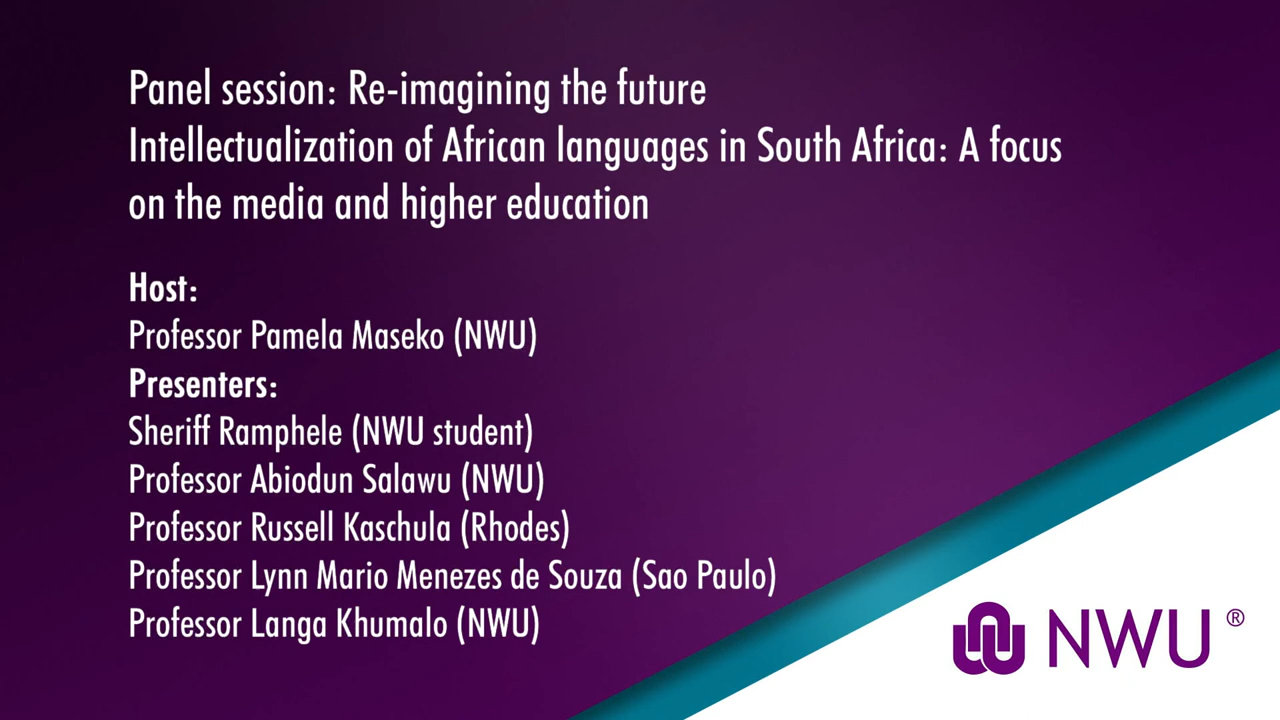 Panel session: Re-imagining the future
Intellectualization of African languages in South Africa: A focus
on the media and higher education
Host:
Professor Pamela Maseko (NWU)
Presenters:
Sheriff Ramphele (NWU student)
Professor Abiodun Salawu (NWU)
Professor Russell Kaschula (Rhodes)
Professor Lynn Mario Menezes de Souza (Sao Paulo)
Professor Langa Khumalo (NWU)
NWU®